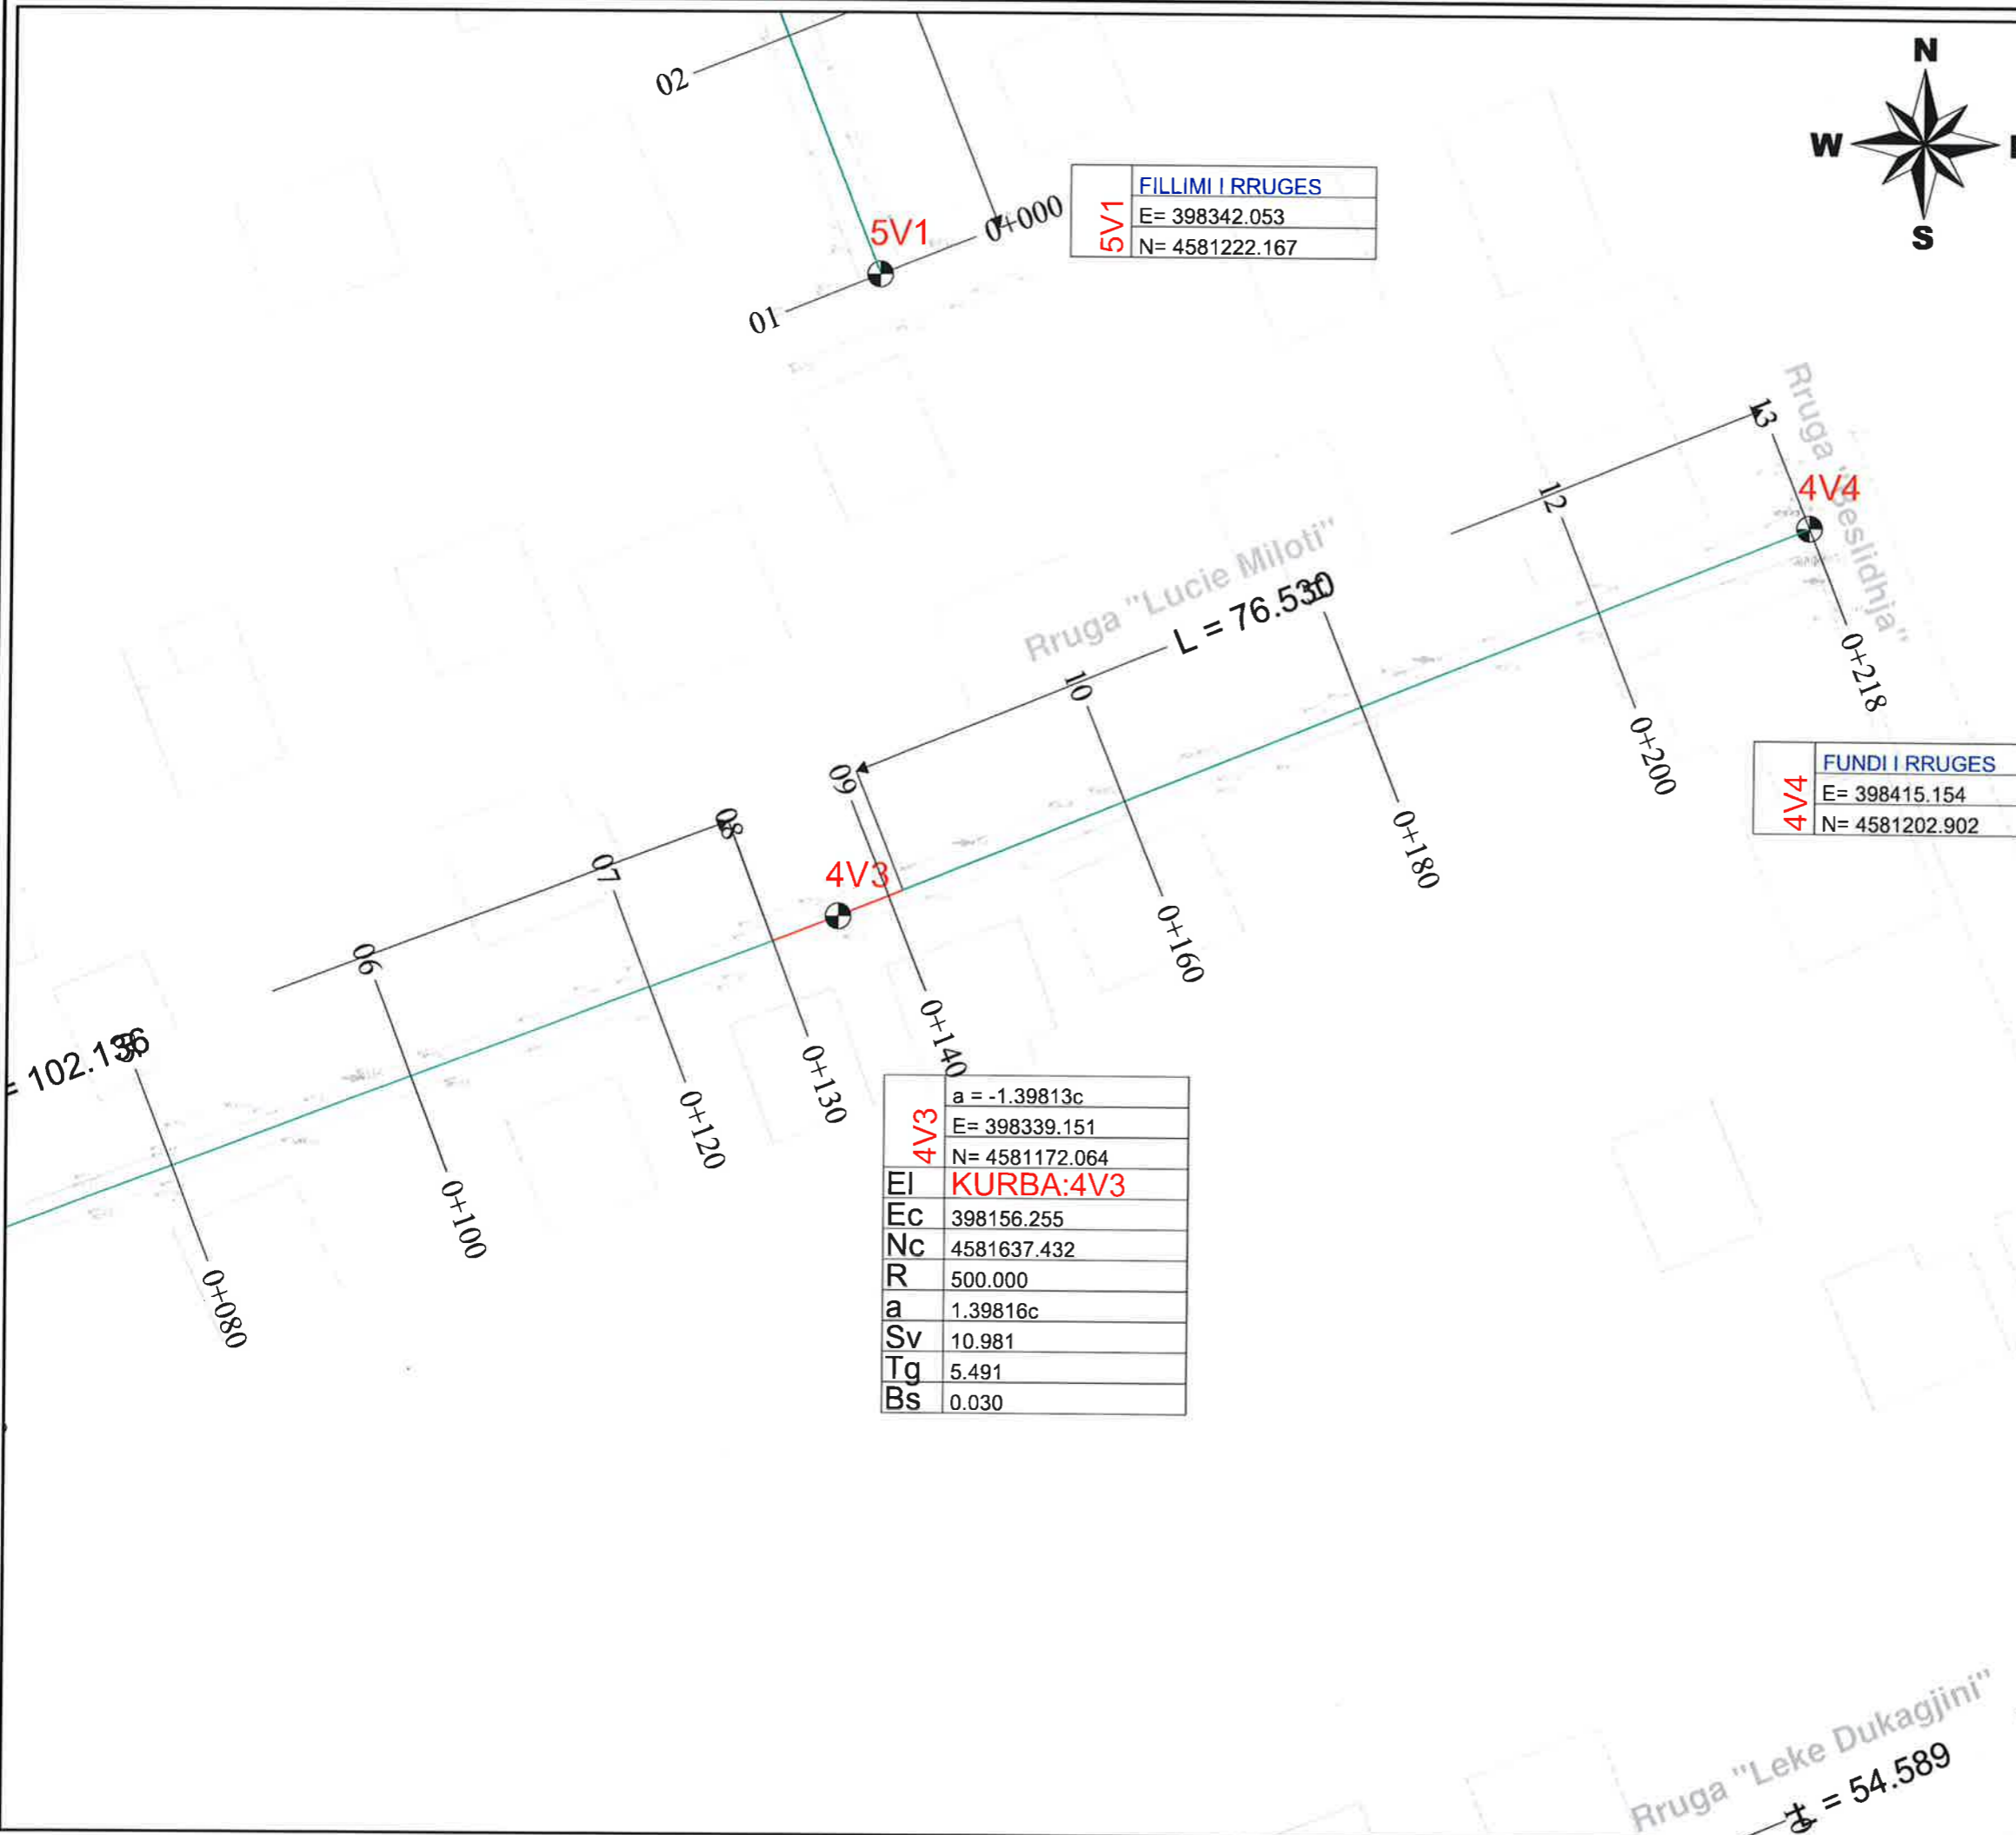 N
W
S
02
5V1
0+000
01
5V1
FILLIMI I RRUGES
E= 398342.053
N= 4581222.167
Rruga "Beslidhja"
13
4V4
12
0+218
0+200
Rruga "Lucie Miloti"
L = 76.530
10
09
0+180
4V4
FUNDI I RRUGES
E= 398415.154
N= 4581202.902
08
07
4V3
06
0+160
0+140
0+130
= 102.136
0+120
0+100
0+080
4V3
a = -1.39813c
E= 398339.151
N= 4581172.064
El KURBA:4V3
Ec 398156.255
Nc 4581637.432
R 500.000
a 1.39816c
Sv 10.981
Tg 5.491
Bs 0.030
Rruga "Leke Dukagjini"
= 54.589